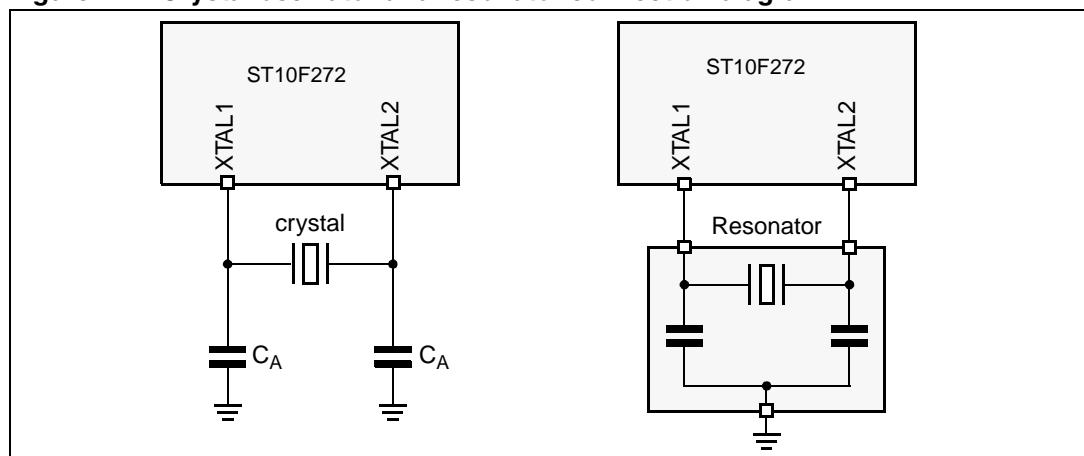 ST10F272
XTAL1
XTAL2
crystal
CA
CA
ST10F272
XTAL1
XTAL2
Resonator